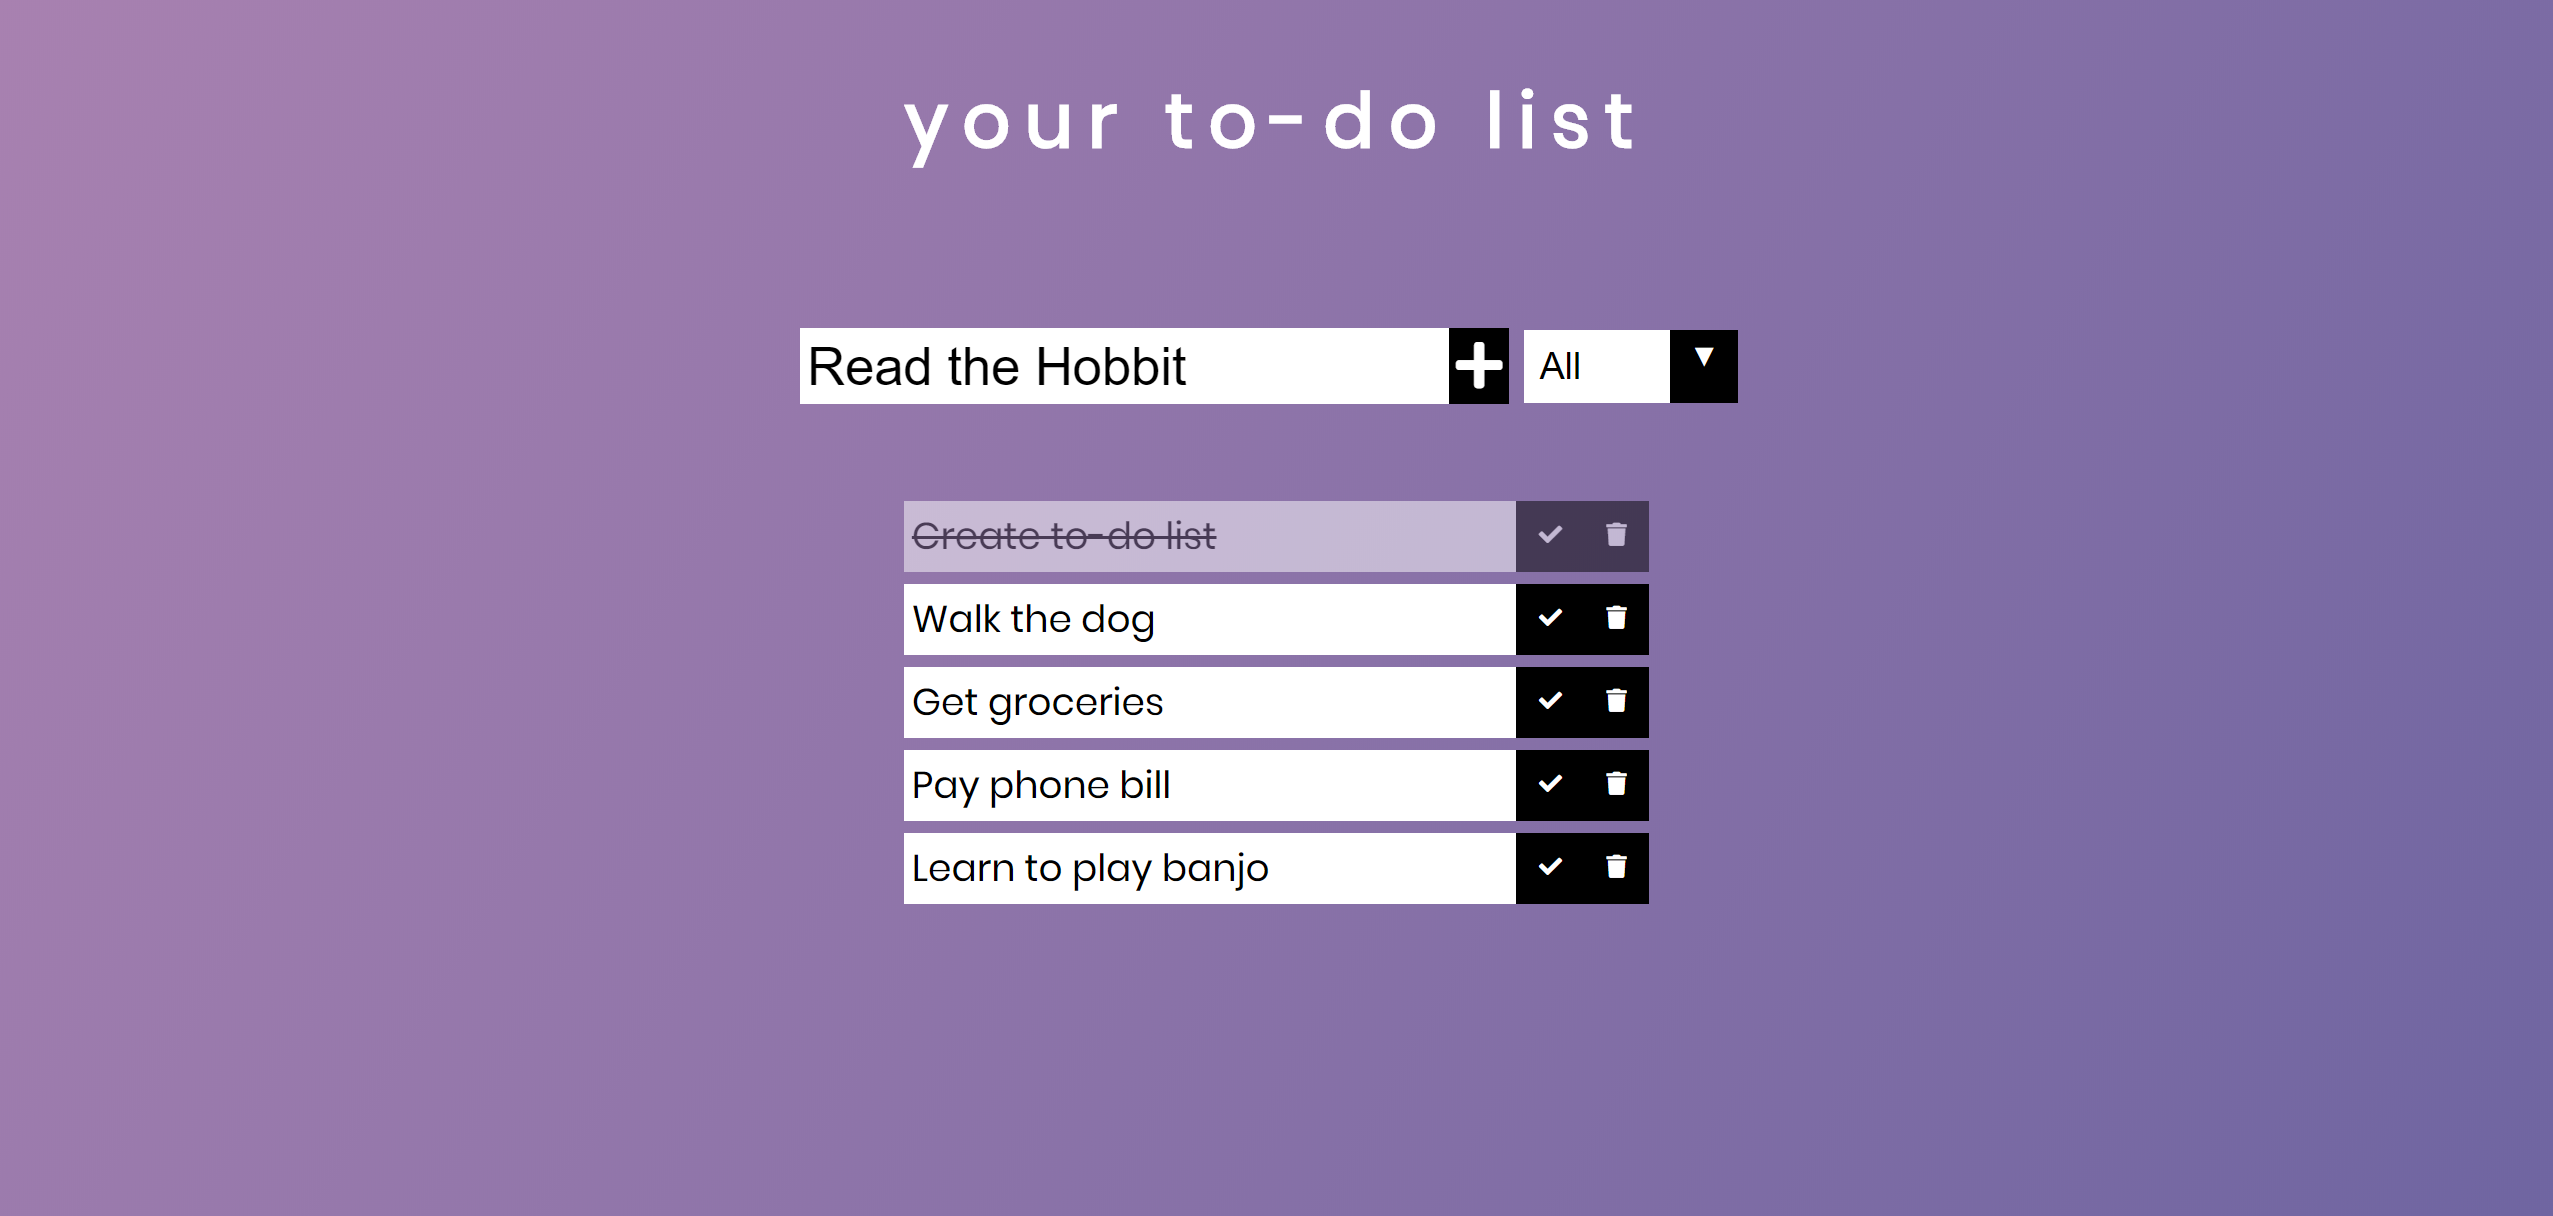 your to-do list
Read the Hobbit
All
Create to-do list
Walk the dog
Get groceries
Pay phone bill
Learn to play banjo